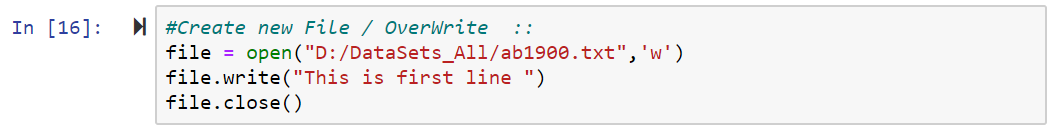 In [16]:
#Create new File / OverWrite  ::
file = open("D:/DataSets_All/ab1900.txt",'w')
file.write("This is first line ")
file.close()